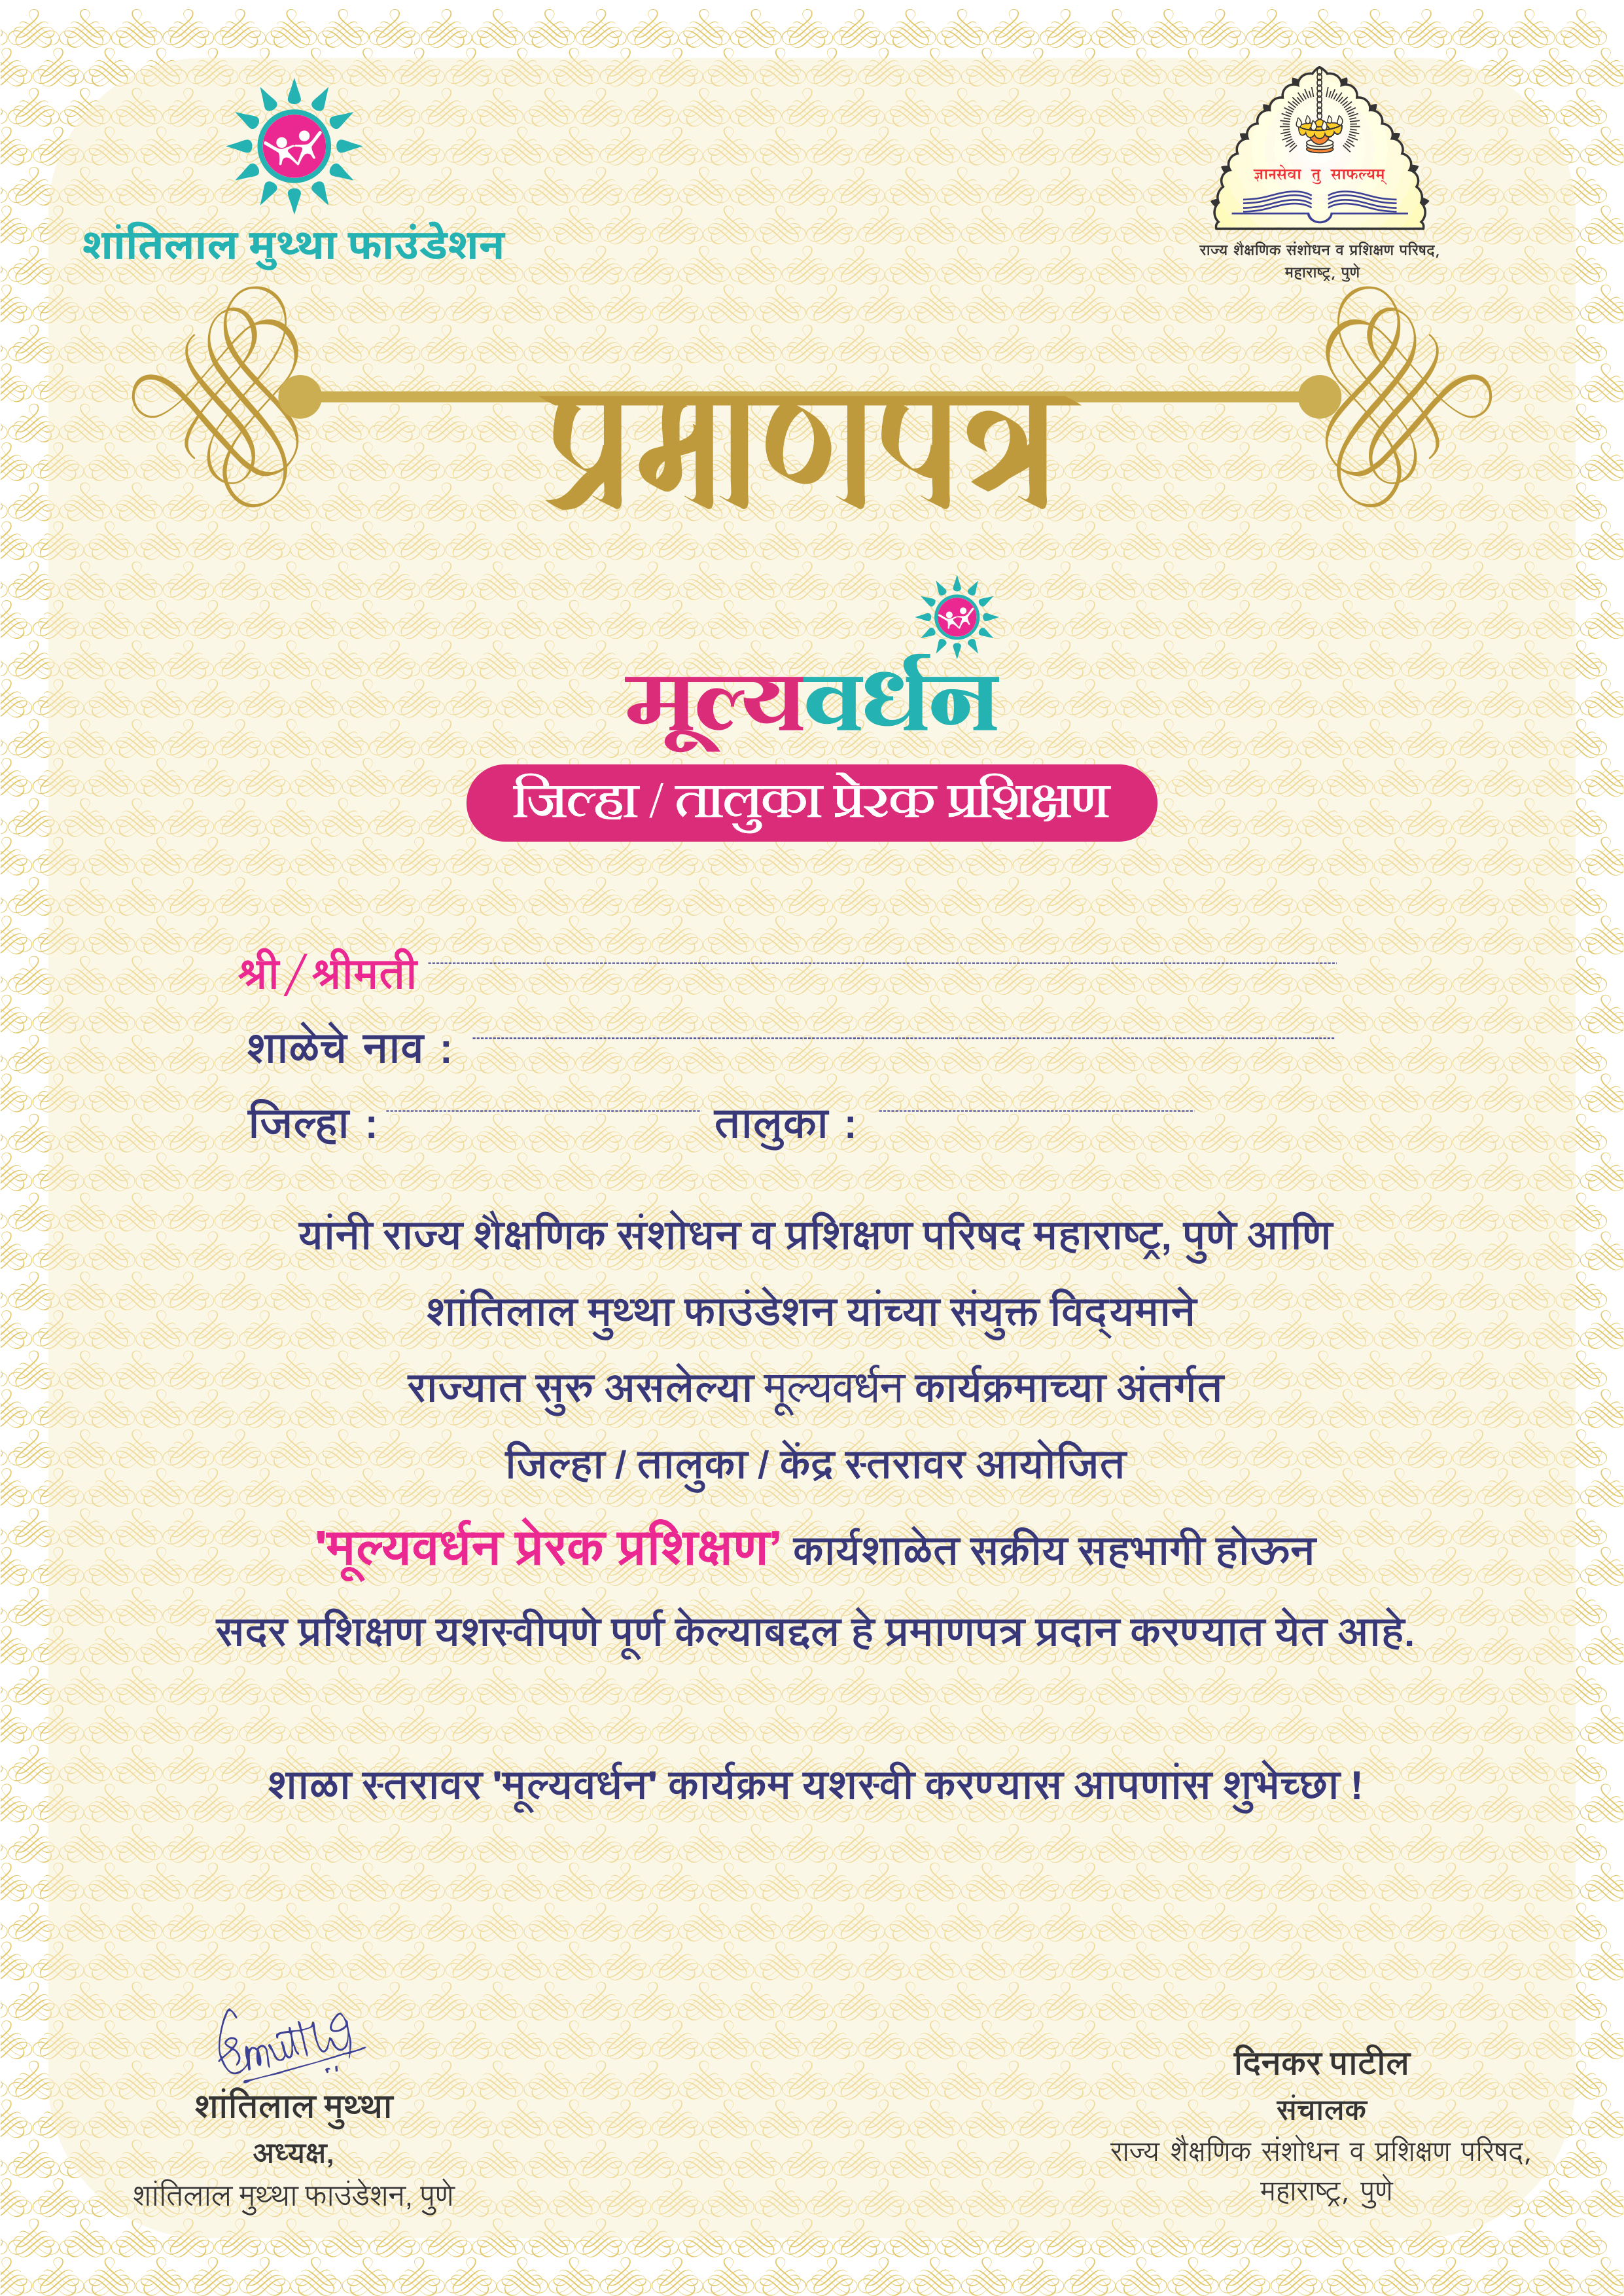 शांतिलाल मुथ्था फाउंडेशन
ज्ञानसेवा तु साफल्यम्
राज्य शैक्षणिक संशोधन व प्रशिक्षण परिषद,
महाराष्ट्र, पुणे
प्रमाणपत्र
मूल्यवर्धन
जिल्हा / तालुका प्रेरक प्रशिक्षण
श्री / श्रीमती
शाळेचे नाव :
जिल्हा : तालुका :
यांनी राज्य शैक्षणिक संशोधन व प्रशिक्षण परिषद महाराष्ट्र, पुणे आणि
शांतिलाल मुथ्था फाउंडेशन यांच्या संयुक्त विद्‌यमाने
राज्यात सुरु असलेल्या मूल्यवर्धन कार्यक्रमाच्या अंतर्गत
जिल्हा / तालुका / केंद्र स्तरावर आयोजित
'मूल्यवर्धन प्रेरक प्रशिक्षण’ कार्यशाळेत सक्रीय सहभागी होऊन
सदर प्रशिक्षण यशस्वीपणे पूर्ण केल्याबद्दल हे प्रमाणपत्र प्रदान करण्यात येत आहे.
शाळा स्तरावर 'मूल्यवर्धन' कार्यक्रम यशस्वी करण्यास आपणांस शुभेच्छा !
Smuttha
शांतिलाल मुथ्था
अध्यक्ष,
शांतिलाल मुथ्था फाउंडेशन, पुणे
दिनकर पाटील
संचालक
राज्य शैक्षणिक संशोधन व प्रशिक्षण परिषद,
महाराष्ट्र, पुणे